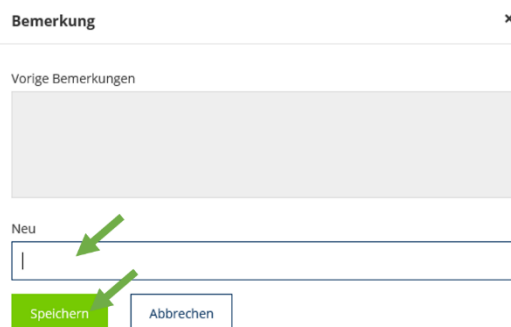 Bemerkung
Vorige Bemerkungen
Neu
Speichern Abbrechen